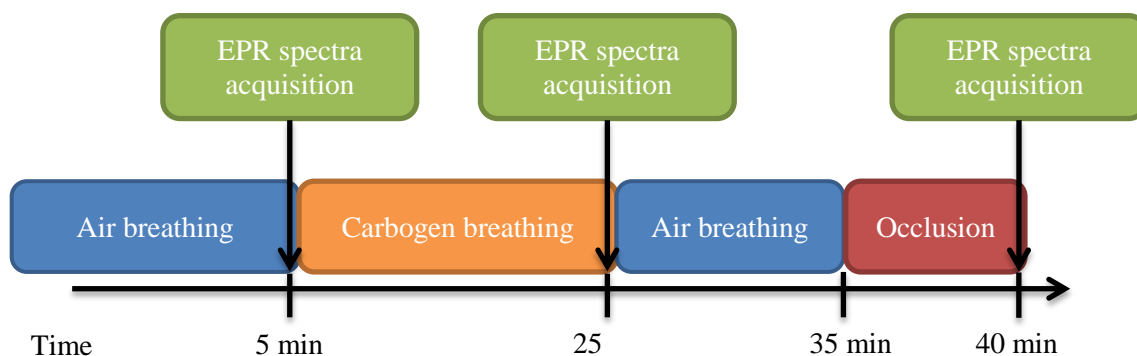 EPR spectra
acquisition
EPR spectra
acquisition
EPR spectra
acquisition
Air breathing
Carbogen breathing
Air breathing
Occlusion
Time
5 min
25
35 min
40 min